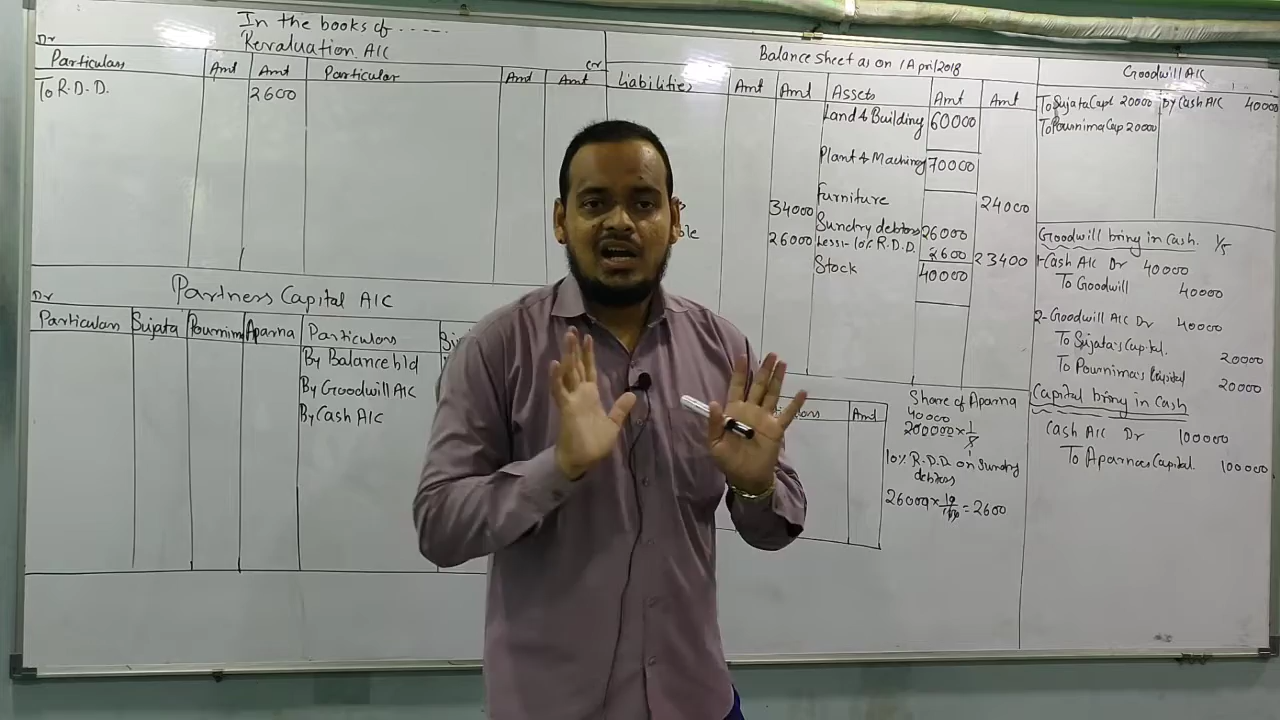 In the books of .....
Revaluation A/C
Dr
Cr
Particulars Amt Amt Particular Amt Amt
To R.D.D. 2600
Partners Capital A/C
Dr
Particulars Sujata Pournima Aparna Particulars
By Balance b/d
By Goodwill A/C
By Cash A/C
Balance sheet as on 1 April 2018
Liabilities Amt Amt Assets Amt Amt
Land & Building 60000
Plant & Machinery 70000
34000 Furniture 24000
26000 Sundry debtors 26000
Less:- 10% R.D.D. 2600 23400
Stock 40000
Amt
Share of Aparna
40000
200000 × 1/5
10% R.D.D. on Sundry
debtors
26000 × 10/100 = 2600
Goodwill A/C
To Sujata Capt 20000 By Cash A/C 40000
To Pournima Cap 20000
Goodwill bring in Cash. 1/5
1- Cash A/C Dr 40000
To Goodwill 40000
2- Goodwill A/C Dr 40000
To Sujata's Capital. 20000
To Pournima's Capital 20000
Capital bring in Cash
Cash A/C Dr 100000
To Aparna's Capital. 100000